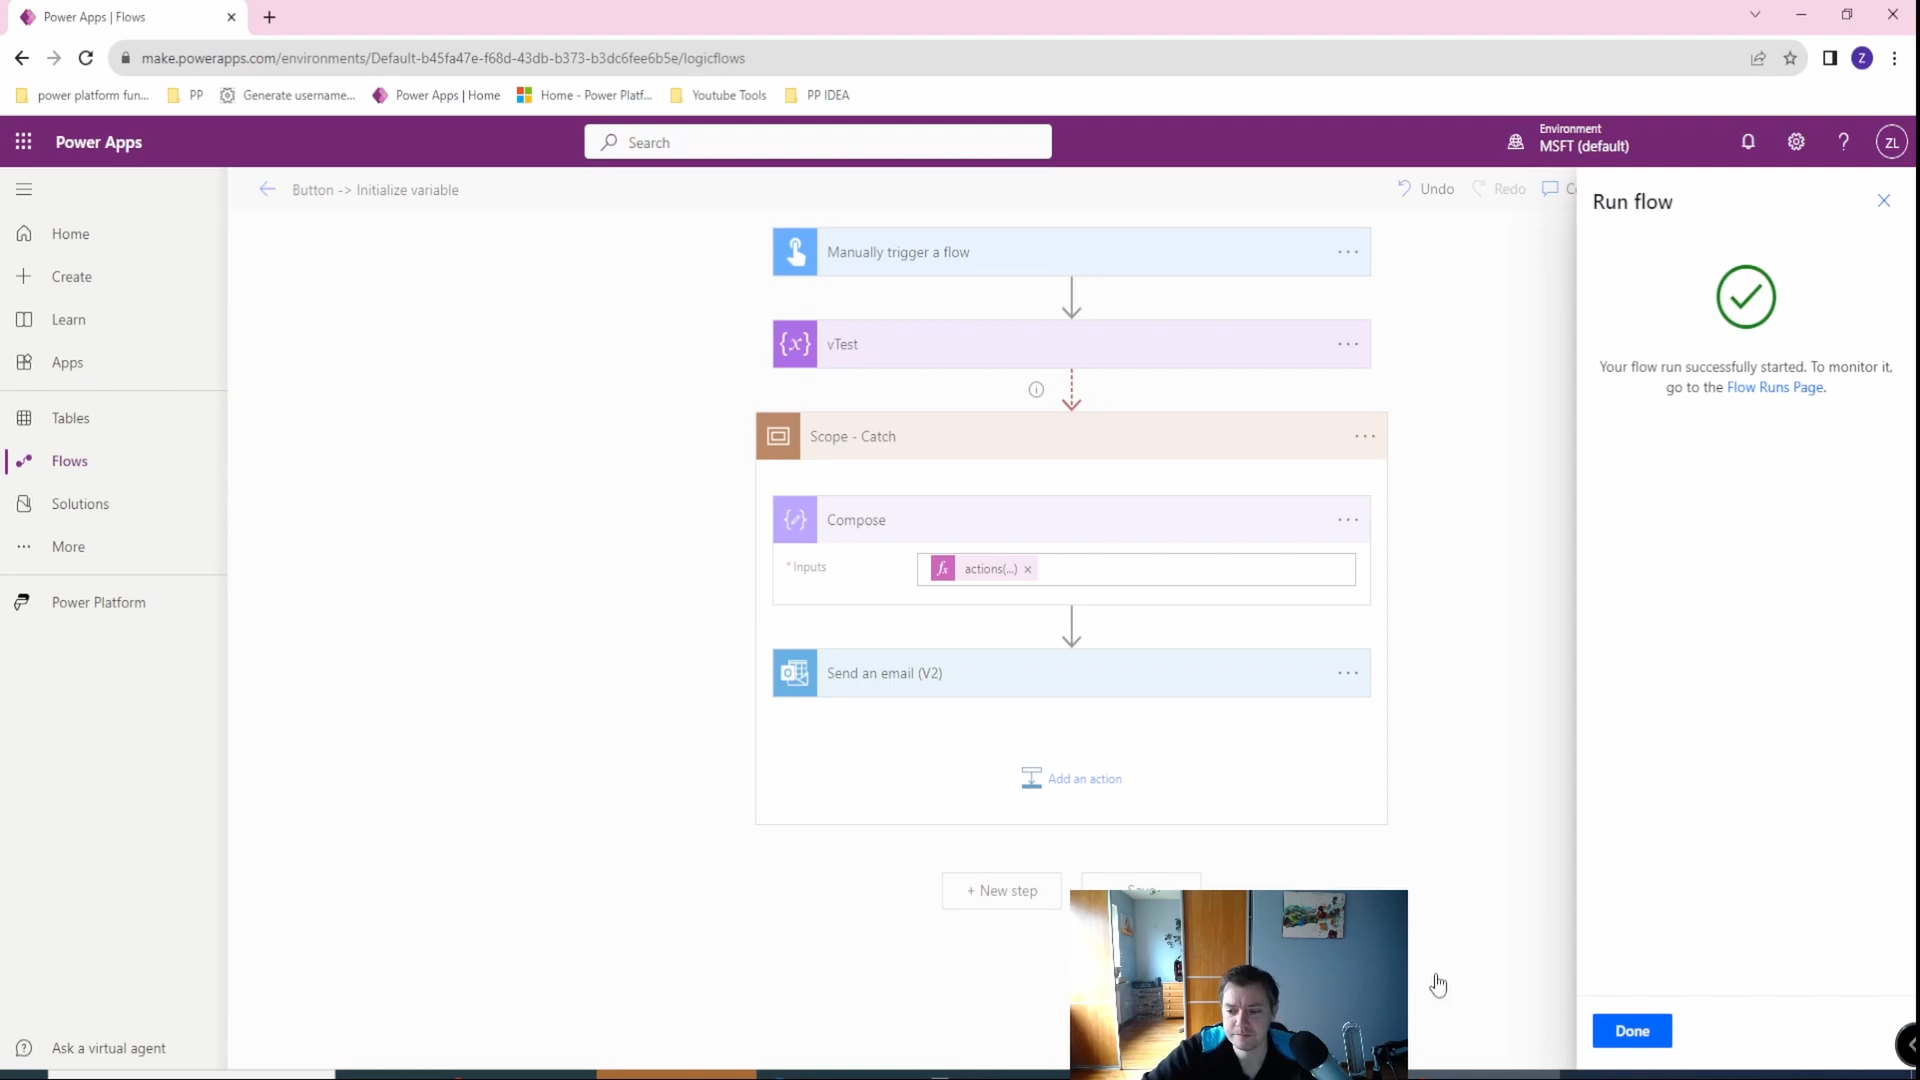 Power Apps | Flows
make.powerapps.com/environments/Default-b45fa47e-f68d-43db-b373-b3dc6fee6b5e/logicflows
Z
power platform fun...
PP
Generate username...
Power Apps | Home
Home - Power Platf...
Youtube Tools
PP IDEA
Power Apps
Search
Environment
MSFT (default)
ZL
Button -> Initialize variable
Undo
Redo
Run flow
Home
Create
Learn
Apps
Tables
Flows
Solutions
More
Power Platform
Ask a virtual agent
Manually trigger a flow
{x} vTest
Scope - Catch
Compose
* Inputs
fx actions(...) ×
Send an email (V2)
Add an action
+ New step
Save
Your flow run successfully started. To monitor it,
go to the Flow Runs Page.
Done